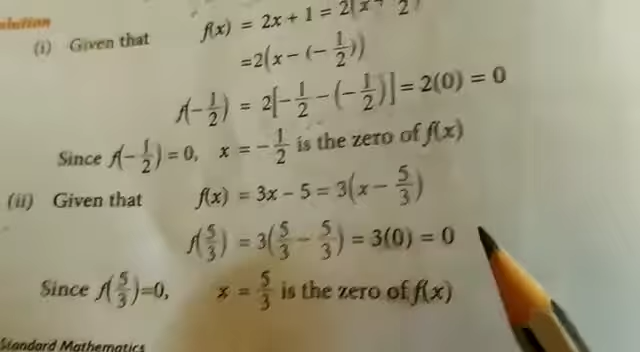 Solution
(i) Given that f(x) = 2x + 1 = 2(x + 1/2)
=2(x − (− 1/2))
f(− 1/2) = 2[− 1/2 − (− 1/2)] = 2(0) = 0
Since f(− 1/2) = 0, x = − 1/2 is the zero of f(x)
(ii) Given that f(x) = 3x − 5 = 3(x − 5/3)
f(5/3) = 3(5/3 − 5/3) = 3(0) = 0
Since f(5/3)=0, x = 5/3 is the zero of f(x)
Standard Mathematics